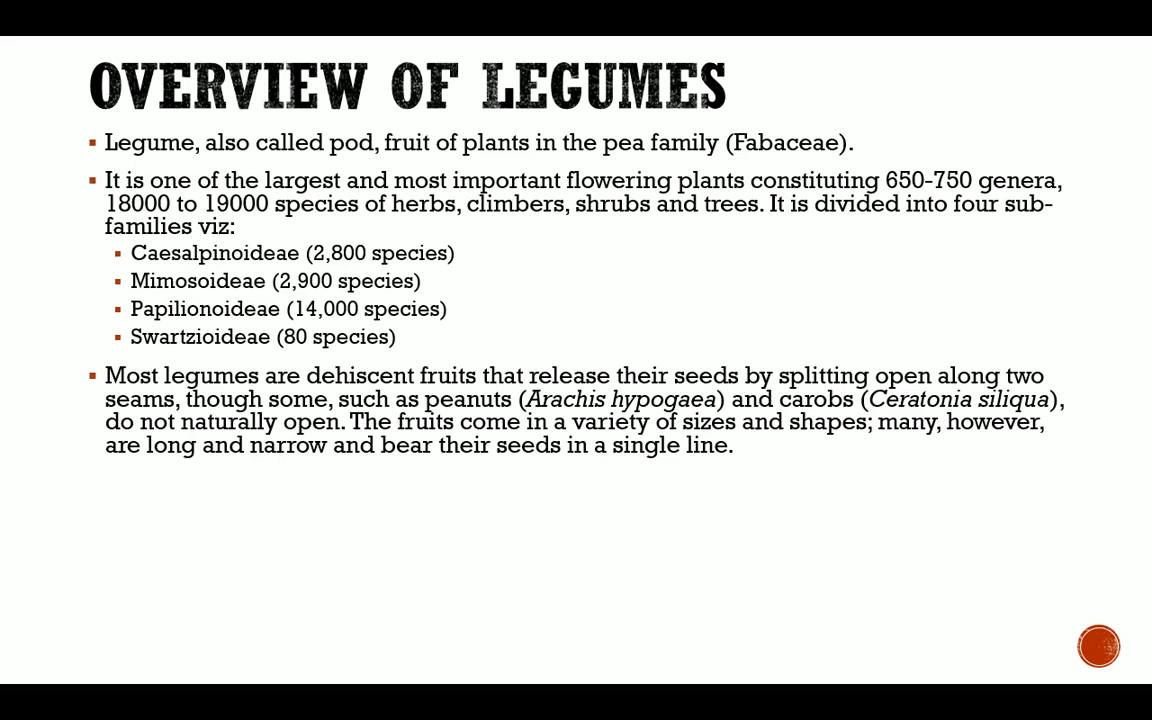 OVERVIEW OF LEGUMES
▪ Legume, also called pod, fruit of plants in the pea family (Fabaceae).
▪ It is one of the largest and most important flowering plants constituting 650-750 genera,
18000 to 19000 species of herbs, climbers, shrubs and trees. It is divided into four sub-
families viz:
▪ Caesalpinoideae (2,800 species)
▪ Mimosoideae (2,900 species)
▪ Papilionoideae (14,000 species)
▪ Swartzioideae (80 species)
▪ Most legumes are dehiscent fruits that release their seeds by splitting open along two
seams, though some, such as peanuts (Arachis hypogaea) and carobs (Ceratonia siliqua),
do not naturally open. The fruits come in a variety of sizes and shapes; many, however,
are long and narrow and bear their seeds in a single line.